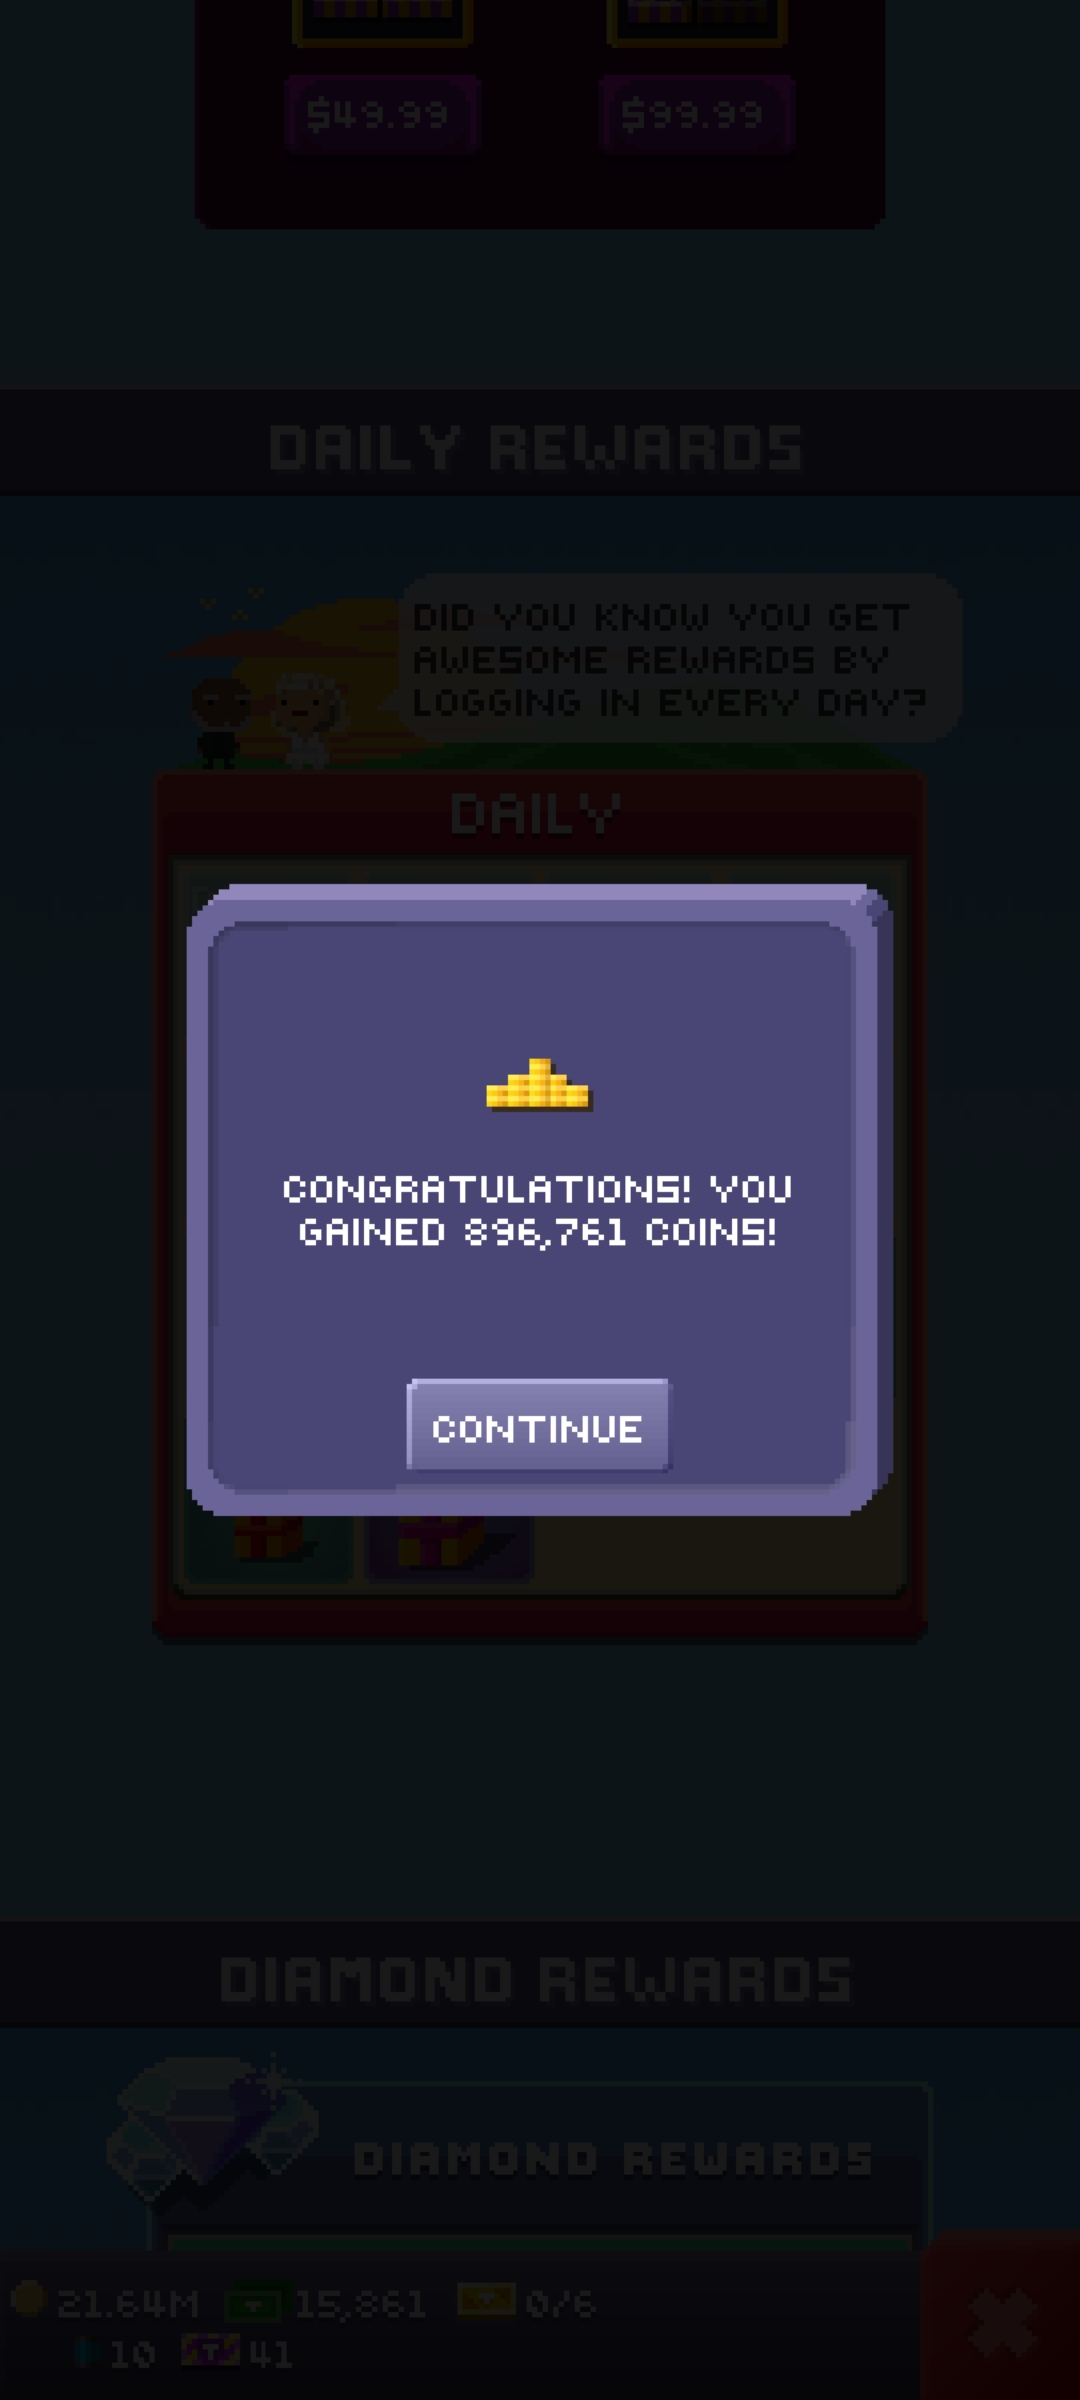 $49.99 $99.99
DAILY REWARDS
DID YOU KNOW YOU GET
AWESOME REWARDS BY
LOGGING IN EVERY DAY?
DAILY
CONGRATULATIONS! YOU
GAINED 896,761 COINS!
CONTINUE
DIAMOND REWARDS
DIAMOND REWARDS
21.64M 15,861 0/6
10 41